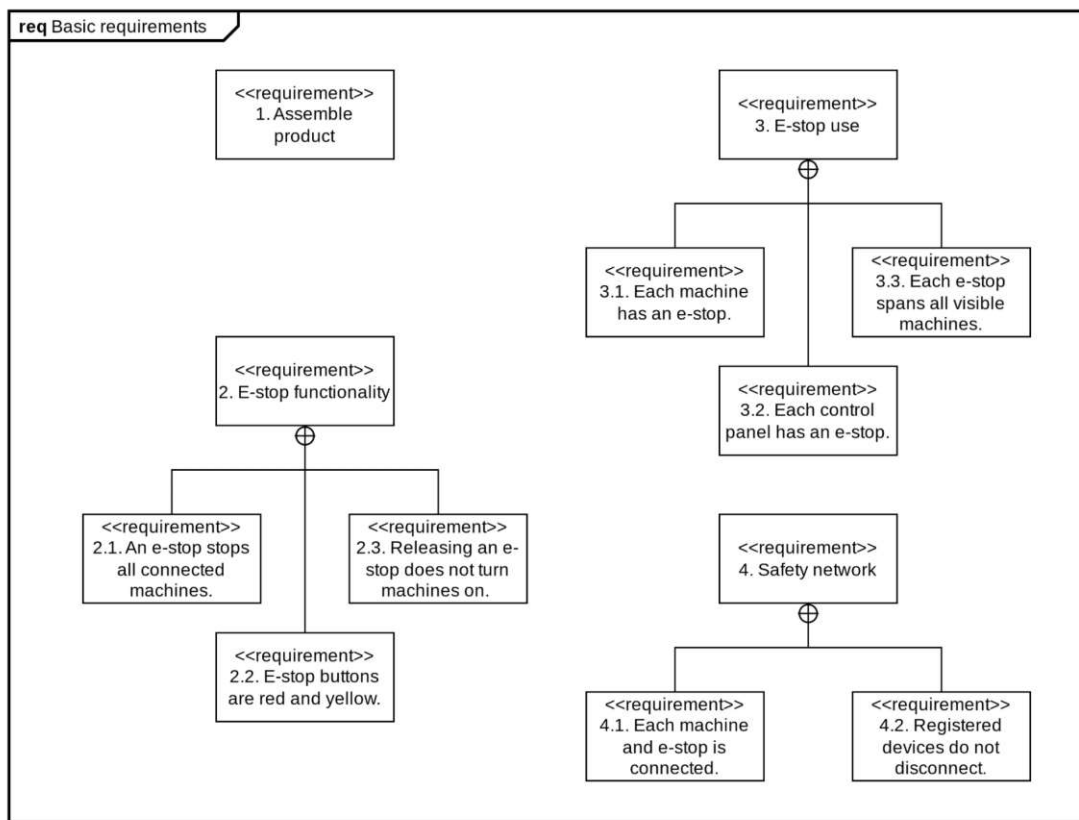 req Basic requirements
<<requirement>>
1. Assemble
product
<<requirement>>
3. E-stop use
<<requirement>>
3.1. Each machine
has an e-stop.
<<requirement>>
3.3. Each e-stop
spans all visible
machines.
<<requirement>>
2. E-stop functionality
<<requirement>>
3.2. Each control
panel has an e-stop.
<<requirement>>
2.1. An e-stop stops
all connected
machines.
<<requirement>>
2.3. Releasing an e-
stop does not turn
machines on.
<<requirement>>
4. Safety network
<<requirement>>
2.2. E-stop buttons
are red and yellow.
<<requirement>>
4.1. Each machine
and e-stop is
connected.
<<requirement>>
4.2. Registered
devices do not
disconnect.